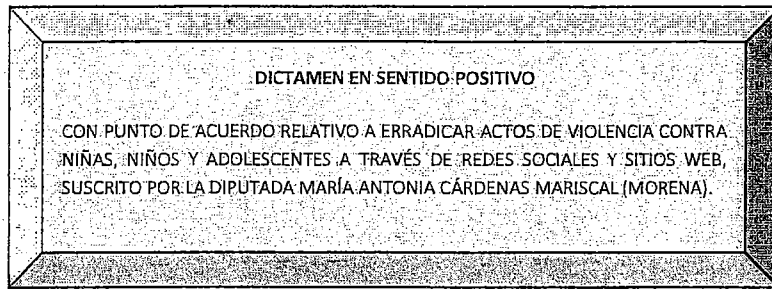 DICTAMEN EN SENTIDO POSITIVO
CON PUNTO DE ACUERDO RELATIVO A ERRADICAR ACTOS DE VIOLENCIA CONTRA
NIÑAS, NIÑOS Y ADOLESCENTES A TRAVÉS DE REDES SOCIALES Y SITIOS WEB,
SUSCRITO POR LA DIPUTADA MARÍA ANTONIA CÁRDENAS MARISCAL (MORENA).